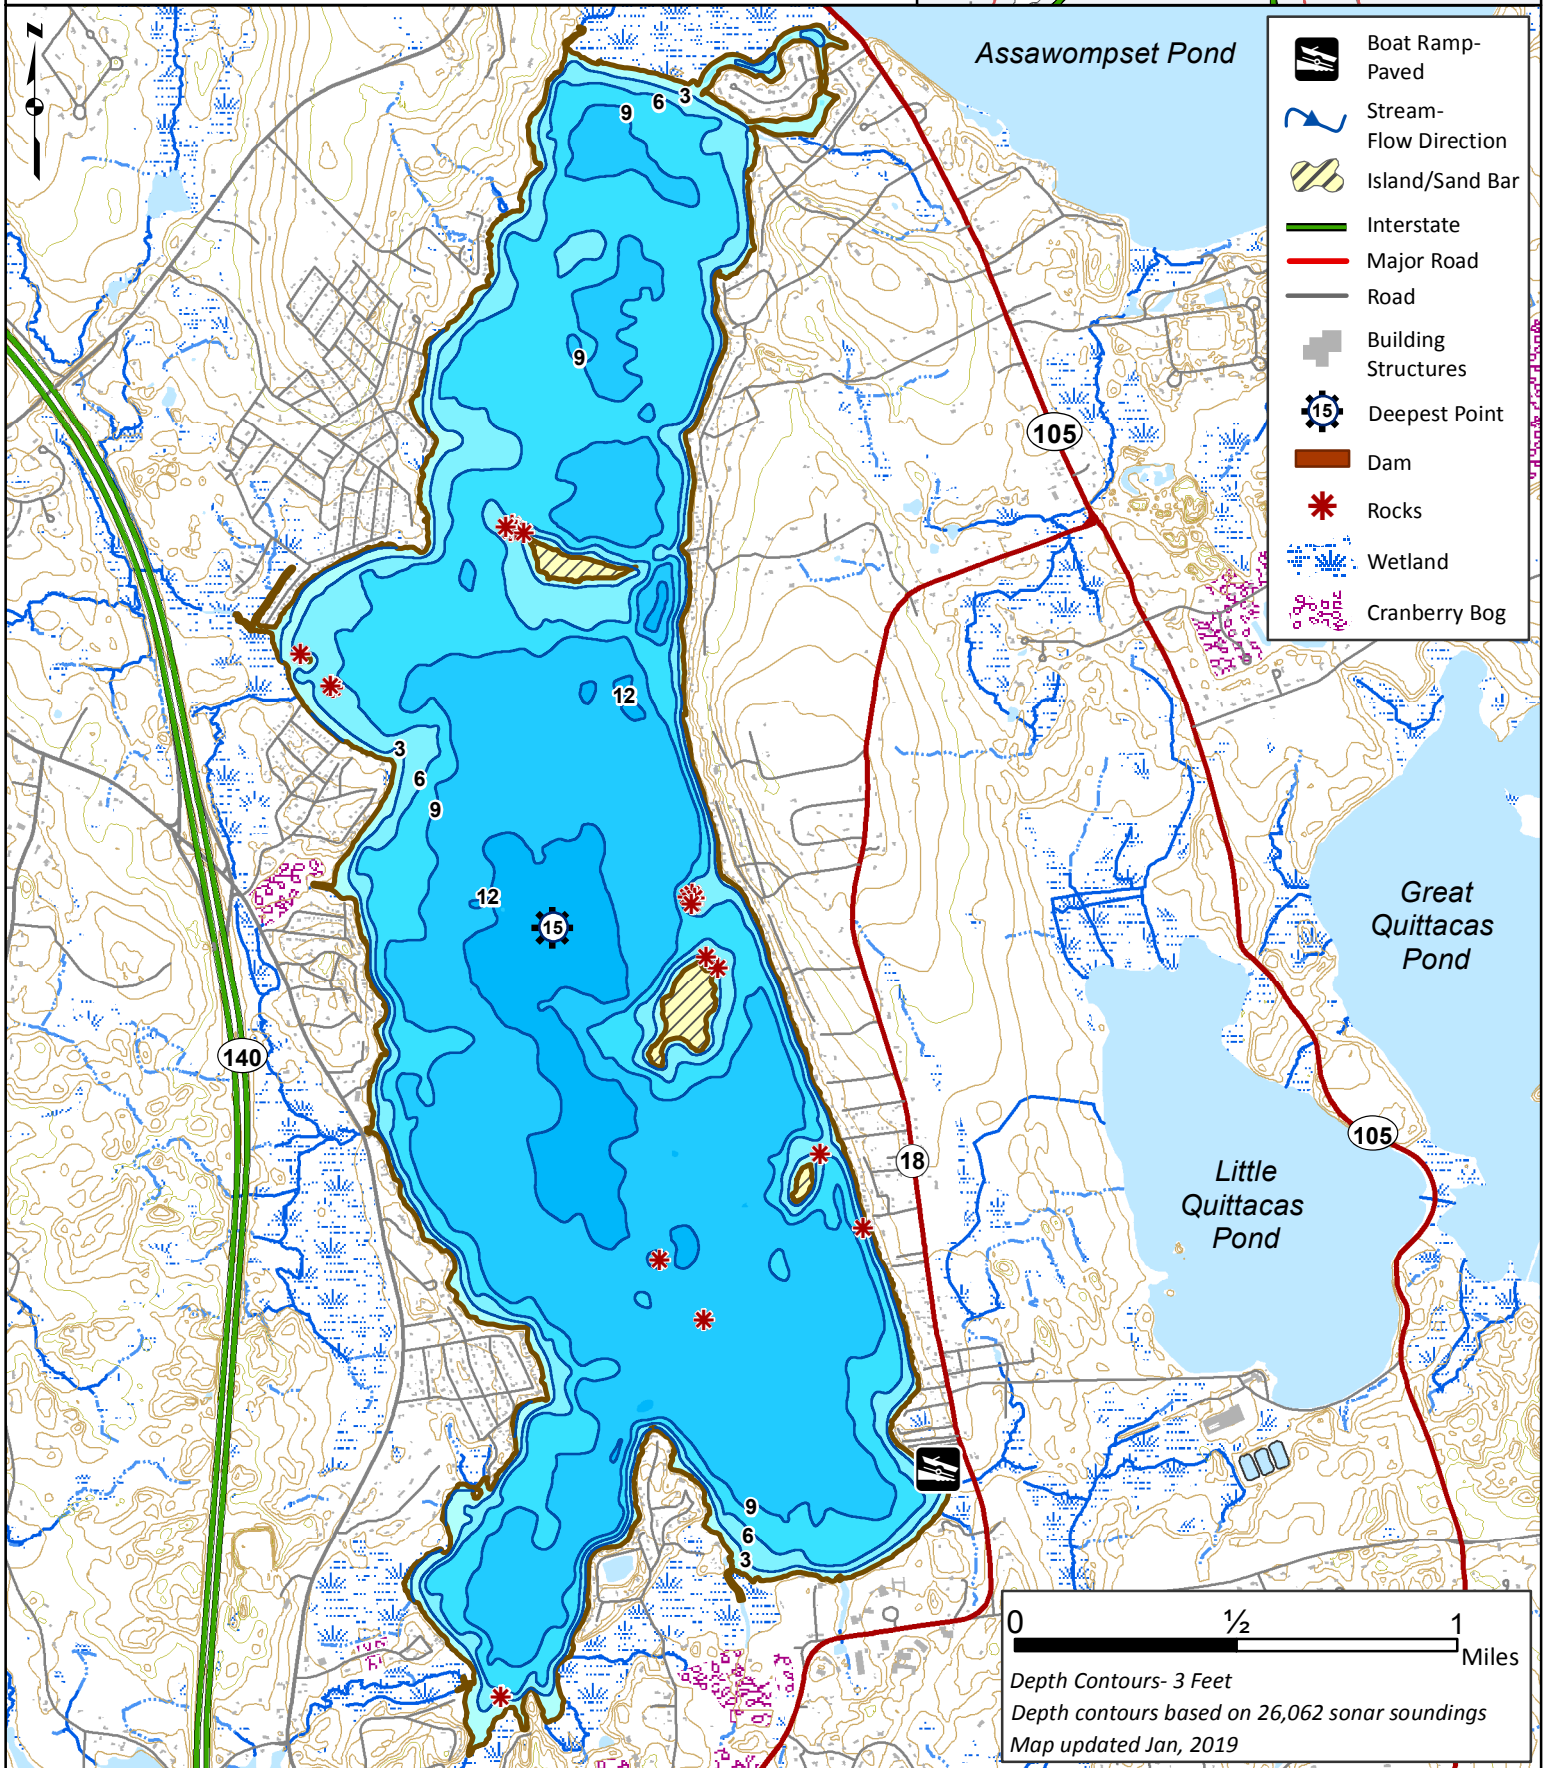 N
Assawompset Pond
3
6
9
9
105
12
3
6
9
12
15
140
18
Great
Quittacas
Pond
105
Little
Quittacas
Pond
9
6
3
Boat Ramp-
Paved
Stream-
Flow Direction
Island/Sand Bar
Interstate
Major Road
Road
Building
Structures
15
Deepest Point
Dam
Rocks
Wetland
Cranberry Bog
0 ½ 1
Miles
Depth Contours- 3 Feet
Depth contours based on 26,062 sonar soundings
Map updated Jan, 2019